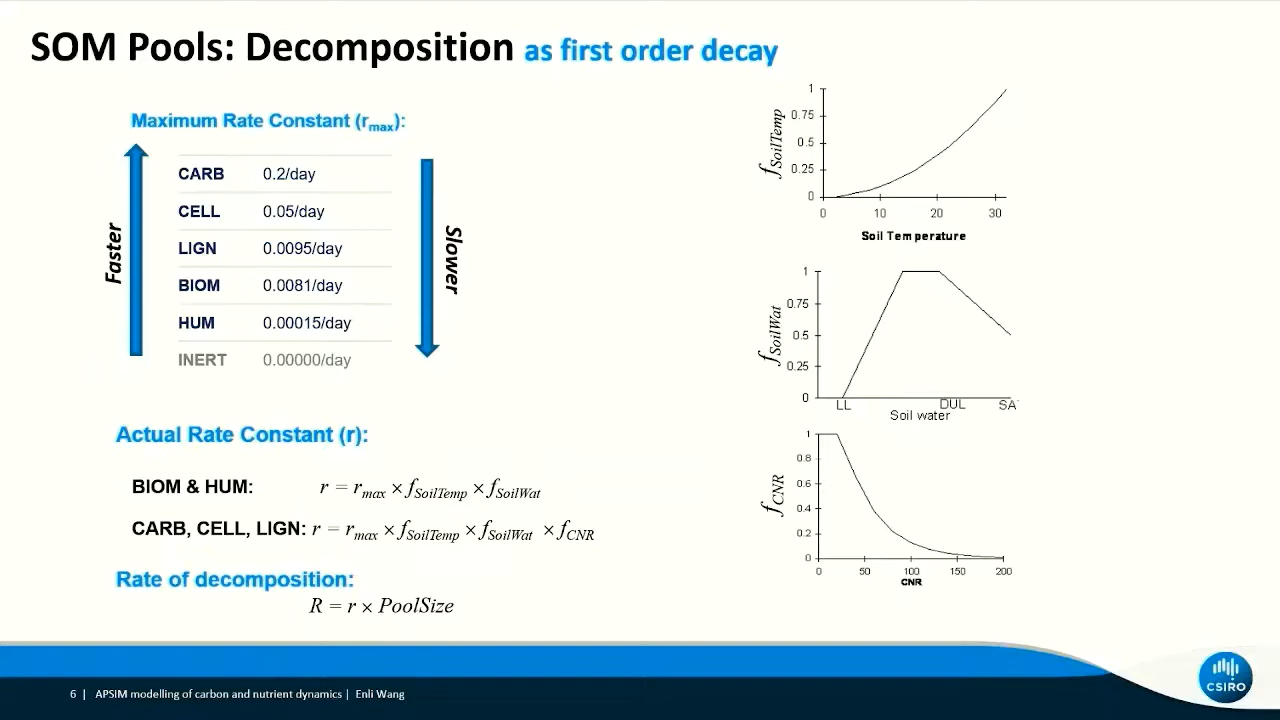 SOM Pools: Decomposition as first order decay
Maximum Rate Constant (rmax):
Faster
CARB 0.2/day
CELL 0.05/day
LIGN 0.0095/day
BIOM 0.0081/day
HUM 0.00015/day
INERT 0.00000/day
Slower
Actual Rate Constant (r):
BIOM & HUM: r = rmax × fSoilTemp × fSoilWat
CARB, CELL, LIGN: r = rmax × fSoilTemp × fSoilWat × fCNR
Rate of decomposition:
R = r × PoolSize
fSoilTemp
1
0.75
0.5
0.25
0
0 10 20 30
Soil Temperature
fSoilWat
1
0.75
0.5
0.25
0
LL DUL SA
Soil water
fCNR
1
0.8
0.6
0.4
0.2
0
0 50 100 150 200
CNR
6 | APSIM modelling of carbon and nutrient dynamics | Enli Wang
CSIRO